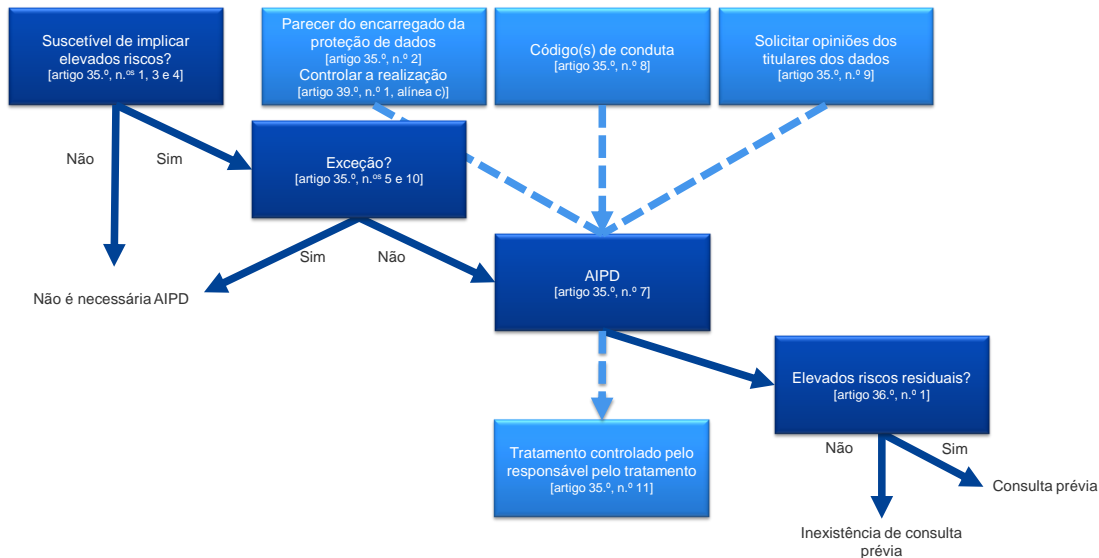 Suscetível de implicar
elevados riscos?
[artigo 35.º, n.ºˢ 1, 3 e 4]
Parecer do encarregado da
proteção de dados
[artigo 35.º, n.º 2]
Controlar a realização
[artigo 39.º, n.º 1, alínea c)]
Código(s) de conduta
[artigo 35.º, n.º 8]
Solicitar opiniões dos
titulares dos dados
[artigo 35.º, n.º 9]
Não
Sim
Exceção?
[artigo 35.º, n.ºˢ 5 e 10]
Sim
Não
Não é necessária AIPD
AIPD
[artigo 35.º, n.º 7]
Elevados riscos residuais?
[artigo 36.º, n.º 1]
Tratamento controlado pelo
responsável pelo tratamento
[artigo 35.º, n.º 11]
Não
Sim
Consulta prévia
Inexistência de consulta
prévia